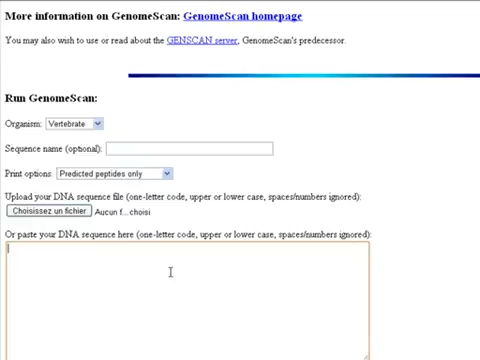 More information on GenomeScan: GenomeScan homepage
You may also wish to use or read about the GENSCAN server, GenomeScan's predecessor.
Run GenomeScan:
Organism: Vertebrate
Sequence name (optional):
Print options: Predicted peptides only
Upload your DNA sequence file (one-letter code, upper or lower case, spaces/numbers ignored):
Choisissez un fichier Aucun f...choisi
Or paste your DNA sequence here (one-letter code, upper or lower case, spaces/numbers ignored):